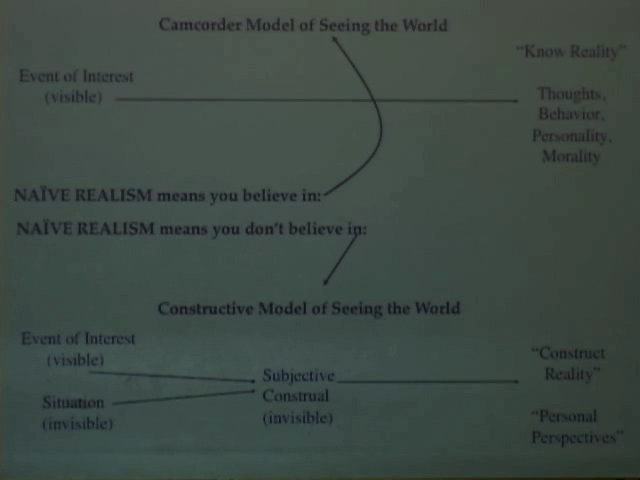 Camcorder Model of Seeing the World
"Know Reality"
Event of Interest
(visible)
Thoughts,
Behavior,
Personality,
Morality
NAÏVE REALISM means you believe in:
NAÏVE REALISM means you don't believe in:
Constructive Model of Seeing the World
Event of Interest
(visible)
Situation
(invisible)
Subjective
Construal
(invisible)
"Construct
Reality"
"Personal
Perspectives"